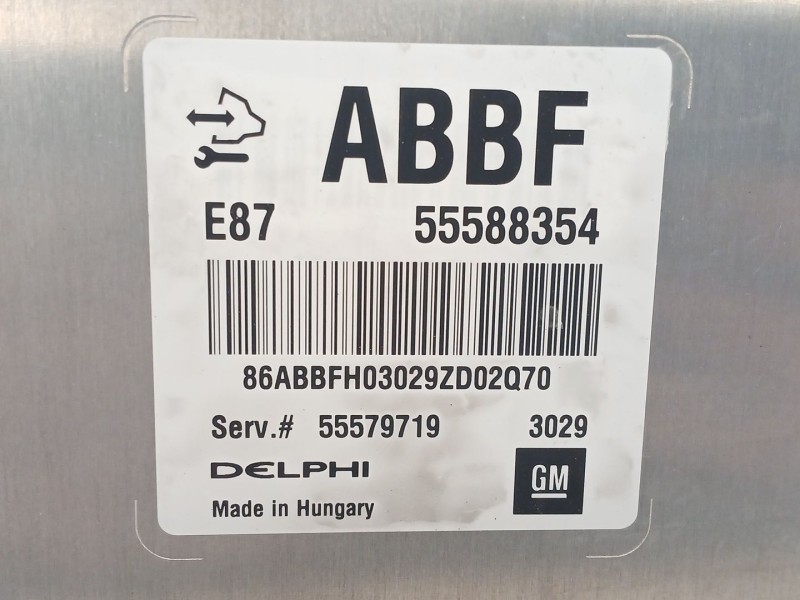 ABBF
E87 55588354
86ABBFH03029ZD02Q70
Serv.# 55579719 3029
DELPHI GM
Made in Hungary